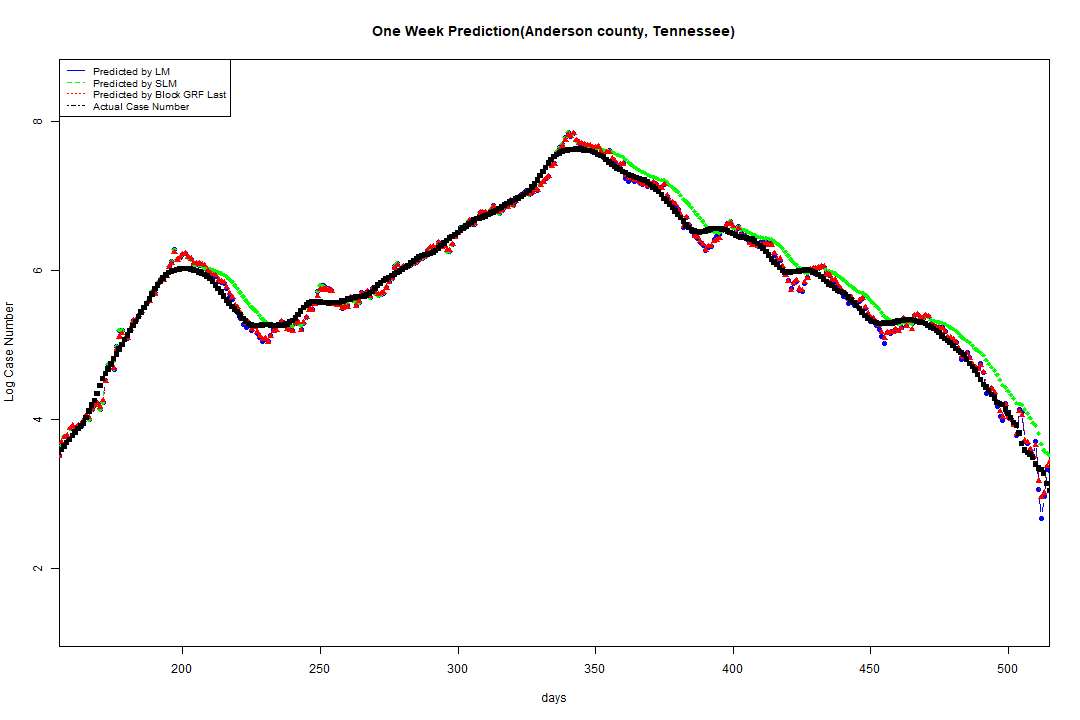 One Week Prediction(Anderson county, Tennessee)
Predicted by LM
Predicted by SLM
Predicted by Block GRF Last
Actual Case Number
8
6
4
2
Log Case Number
200 250 300 350 400 450 500
days